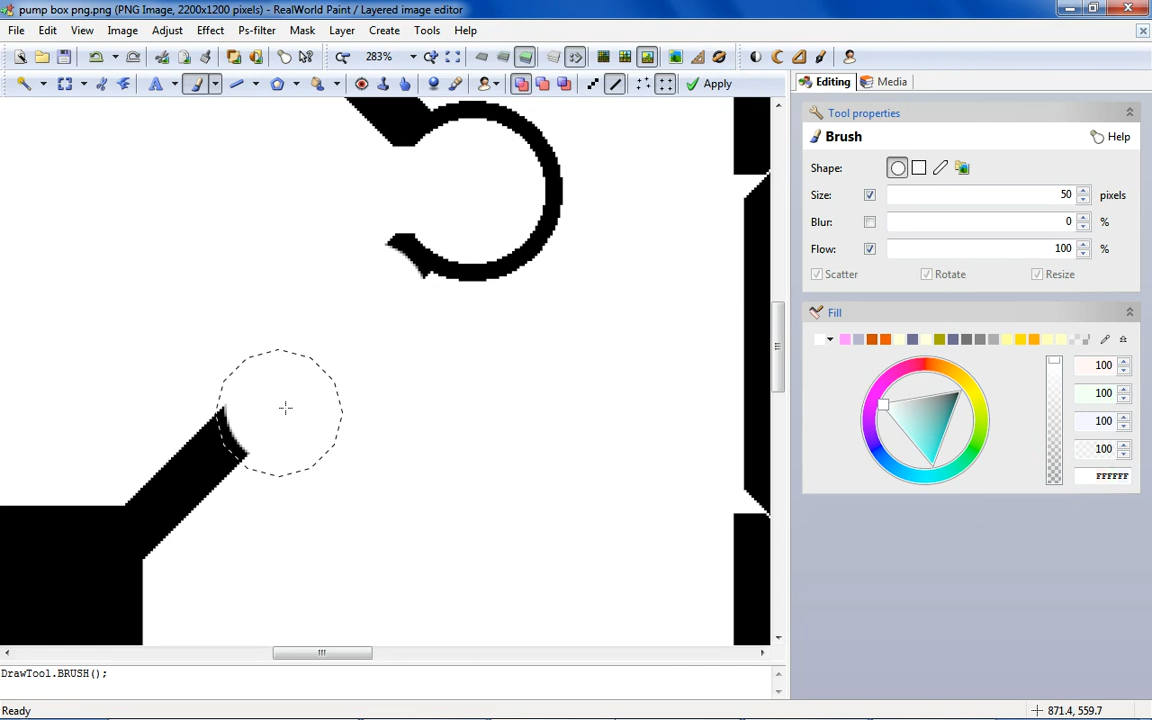 pump box png.png (PNG Image, 2200x1200 pixels) - RealWorld Paint / Layered image editor
File Edit View Image Adjust Effect Ps-filter Mask Layer Create Tools Help
283%
Apply
Editing Media
Tool properties
Brush Help
Shape:
Size: 50 pixels
Blur: 0 %
Flow: 100 %
Scatter Rotate Resize
Fill
100
100
100
100
FFFFFF
DrawTool.BRUSH();
Ready 871.4, 559.7